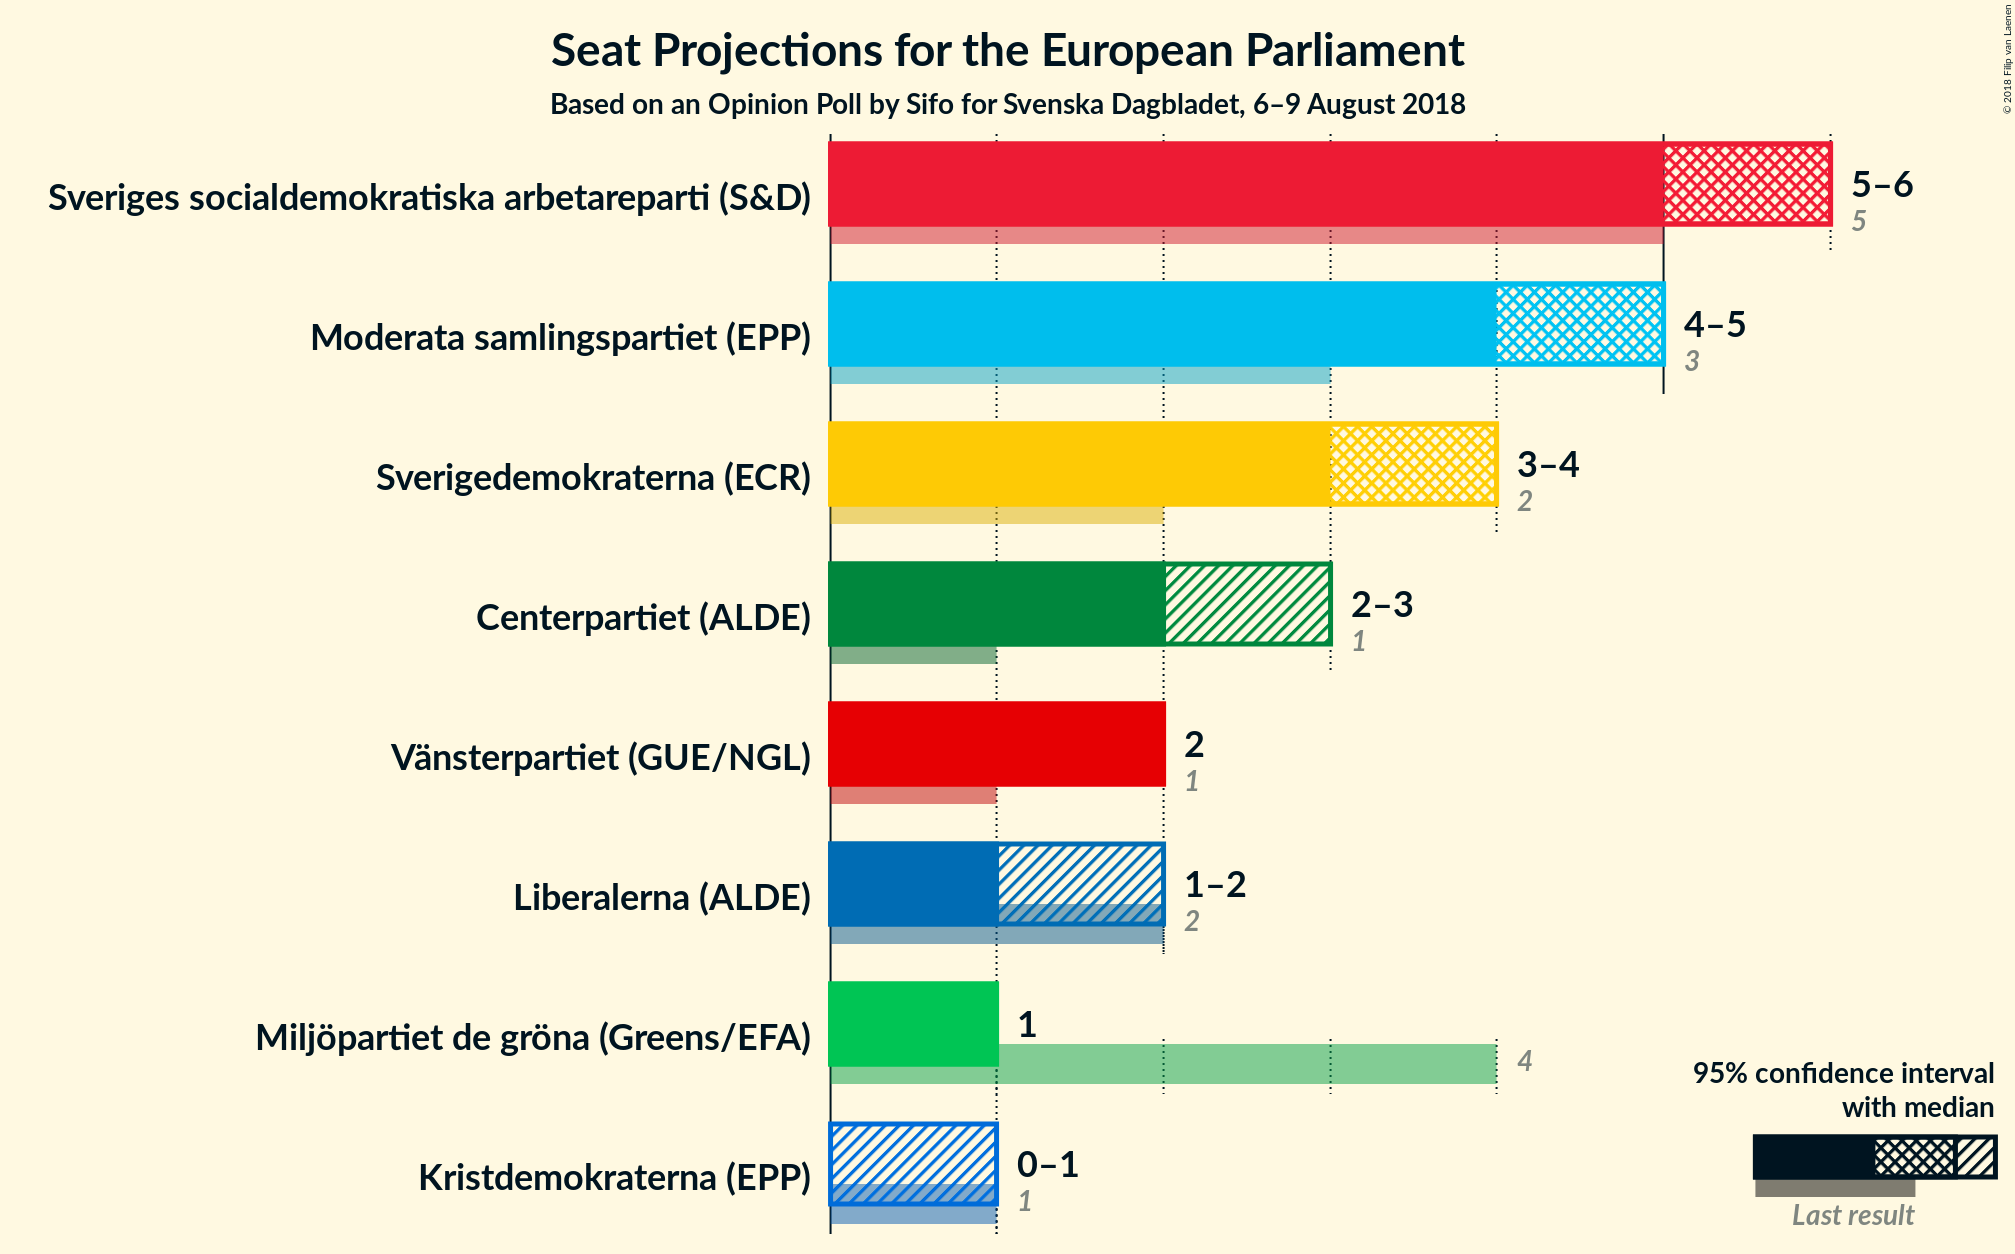 Seat Projections for the European Parliament
Based on an Opinion Poll by Sifo for Svenska Dagbladet, 6–9 August 2018
© 2018 Filip van Laenen
Sveriges socialdemokratiska arbetareparti (S&D)
5–6
5
Moderata samlingspartiet (EPP)
4–5
3
Sverigedemokraterna (ECR)
3–4
2
Centerpartiet (ALDE)
2–3
1
Vänsterpartiet (GUE/NGL)
2
1
Liberalerna (ALDE)
1–2
2
Miljöpartiet de gröna (Greens/EFA)
1
4
Kristdemokraterna (EPP)
0–1
1
95% confidence interval
with median
Last result